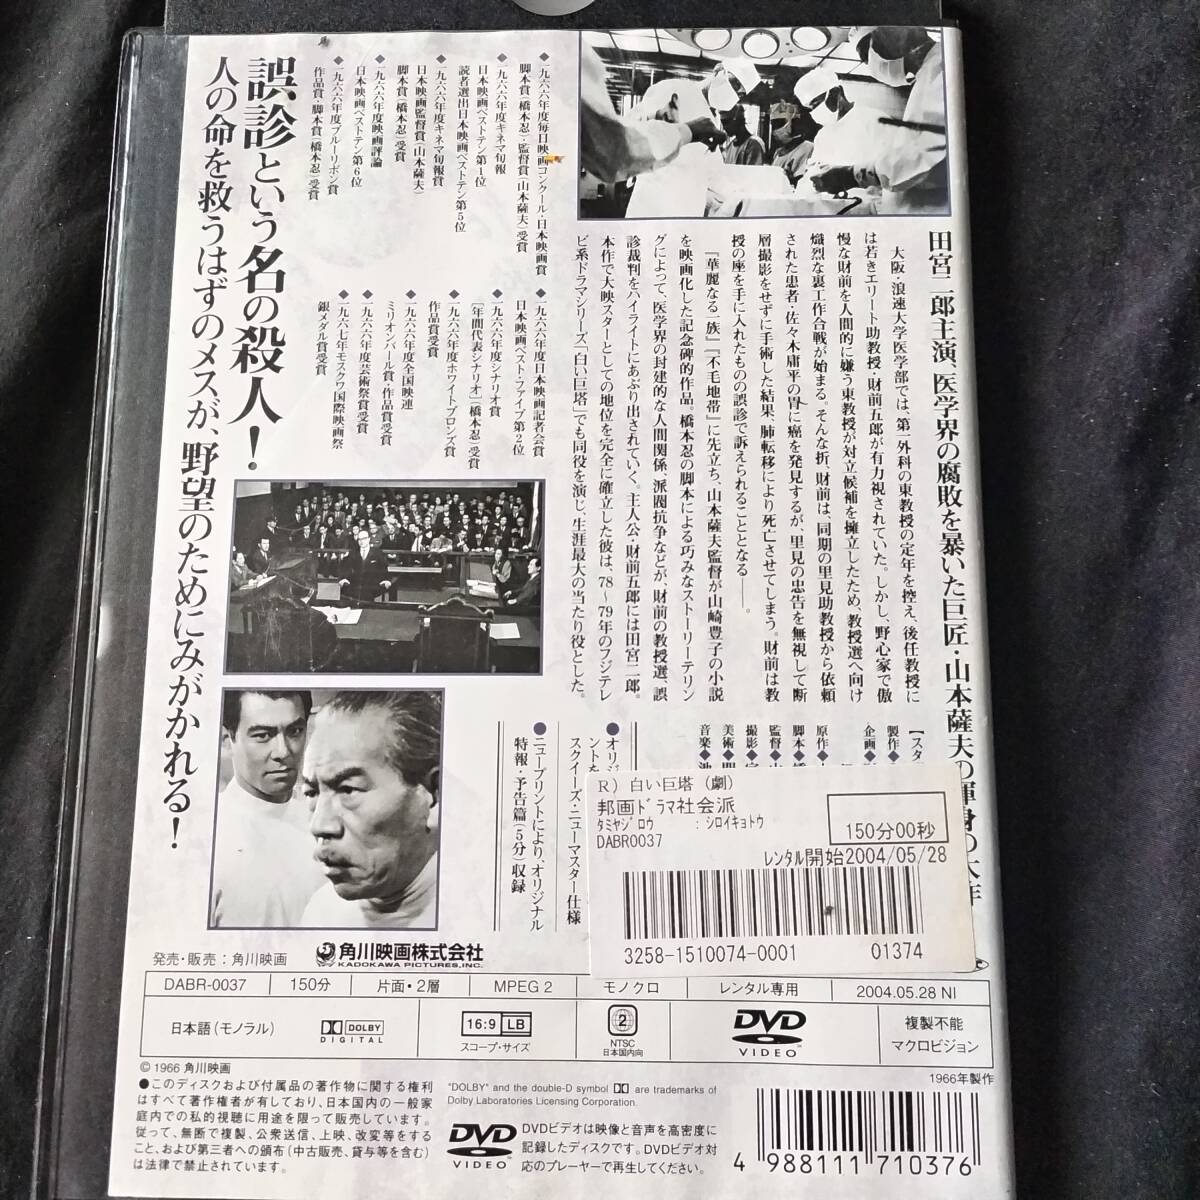 田宮二郎主演、医学界の腐敗を暴いた巨匠・山本薩夫の渾身の大作
大阪・浪速大学医学部では、第一外科の東教授の定年を控え、後任教授に
は若きエリート助教授・財前五郎が有力視されていた。しかし、野心家で傲
慢な財前を人間的に嫌う東教授が対立候補を擁立したため、教授選へ向け
熾烈な裏工作合戦が始まる。そんな折、財前は、同期の里見助教授から依頼
された患者・佐々木庸平の胃に癌を発見するが、里見の忠告を無視して断
層撮影をせずに手術した結果、肺転移により死亡させてしまう。財前は教
授の座を手に入れたものの誤診で訴えられることとなる――。
『華麗なる一族』『不毛地帯』に先立ち、山本薩夫監督が山崎豊子の小説
を映画化した記念碑的作品。橋本忍の脚本による巧みなストーリーテリン
グによって、医学界の封建的な人間関係、派閥抗争などが、財前の教授選、誤
診裁判をハイライトにあぶり出されていく。主人公・財前五郎には田宮二郎。
本作で大映スターとしての地位を完全に確立した彼は、78〜79年のフジテレ
ビ系ドラマシリーズ「白い巨塔」でも同役を演じ、生涯最大の当たり役とした。
◆一九六六年度毎日映画コンクール・日本映画賞
脚本賞(橋本忍)・監督賞(山本薩夫)受賞
◆一九六六年度キネマ旬報
日本映画ベストテン第1位
読者選出日本映画ベストテン第5位
◆一九六六年度キネマ旬報賞
日本映画監督賞(山本薩夫)
脚本賞(橋本忍)受賞
◆一九六六年度映画評論
日本映画ベストテン第6位
◆一九六六年度ブルーリボン賞
作品賞 脚本賞(橋本忍)受賞
◆一九六六年度日本映画記者会賞
日本映画ベスト・ファイブ第2位
◆一九六六年度シナリオ賞
[年間代表シナリオ](橋本忍)受賞
◆一九六六年度ホワイトブロンズ賞
作品賞受賞
◆一九六六年度全国映連
ミリオンパール賞・作品賞受賞
◆一九六六年度芸術祭賞受賞
◆一九六七年モスクワ国際映画祭
銀メダル賞受賞
誤診という名の殺人!
人の命を救うはずのメスが、野望のためにみがかれる!
【スタ
製作◆
企画◆
原作◆
脚本◆
監督◆
撮影◆
美術◆
音楽◆池
●オリジ
スクイーズ・ニューマスター仕様
●ニュープリントにより、オリジナル
特報・予告篇(5分)収録
R) 白い巨塔 (劇)
邦画ﾄﾞﾗﾏ社会派
ﾀﾐﾔｼﾞﾛｳ :ｼﾛｲｷｮﾄｳ
DABR0037
150分00秒
ﾚﾝﾀﾙ開始2004/05/28
3258-1510074-0001 01374
発売・販売:角川映画
角川映画株式会社
KADOKAWA PICTURES, INC.
DABR-0037 150分 片面・2層 MPEG 2 モノクロ レンタル専用 2004.05.28 NI
日本語(モノラル)
DOLBY
DIGITAL
16:9 LB
スコープ・サイズ
2
NTSC
日本国内向
DVD
VIDEO
複製不能
マクロビジョン
© 1966 角川映画
1966年製作
●このディスクおよび付属品の著作物に関する権利
はすべて著作権者が有しており、日本国内の一般家
庭内での私的視聴に用途を限って販売しています。
従って、無断で複製、公衆送信、上映、改変等をする
こと、および第三者への頒布(中古販売、貸与等を含む)
は法律で禁止されています。
"DOLBY" and the double-D symbol are trademarks of
Dolby Laboratories Licensing Corporation.
DVD
VIDEO
DVDビデオは映像と音声を高密度に
記録したディスクです。DVDビデオ対
応のプレーヤーで再生してください。
4 988111 710376